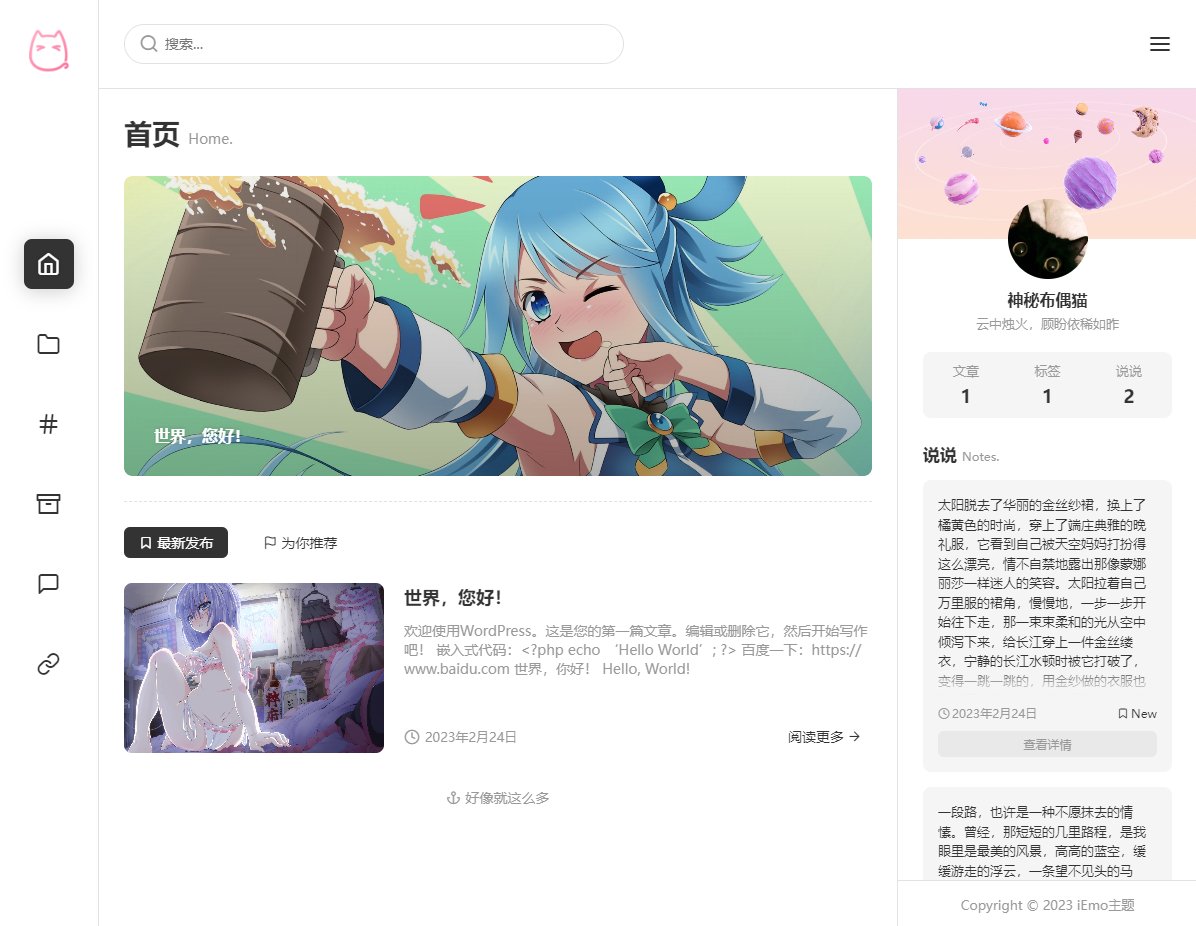 搜索...
首页 Home.
世界，您好！
最新发布
为你推荐
世界，您好！
欢迎使用WordPress。这是您的第一篇文章。编辑或删除它，然后开始写作
吧！ 嵌入式代码：<?php echo ‘Hello World’; ?> 百度一下：https://
www.baidu.com 世界，你好！ Hello, World!
2023年2月24日
阅读更多
好像就这么多
神秘布偶猫
云中烛火，顾盼依稀如昨
文章 标签 说说
1 1 2
说说 Notes.
太阳脱去了华丽的金丝纱裙，换上了
橘黄色的时尚，穿上了端庄典雅的晚
礼服，它看到自己被天空妈妈打扮得
这么漂亮，情不自禁地露出那像蒙娜
丽莎一样迷人的笑容。太阳拉着自己
万里服的裙角，慢慢地，一步一步开
始往下走，那一束束柔和的光从空中
倾泻下来，给长江穿上一件金丝缕
衣，宁静的长江水顿时被它打破了，
变得一跳一跳的，用金纱做的衣服也
2023年2月24日 New
查看详情
一段路，也许是一种不愿抹去的情
愫。曾经，那短短的几里路程，是我
眼里是最美的风景，高高的蓝空，缓
缓游走的浮云，一条望不见头的马
Copyright © 2023 iEmo主题